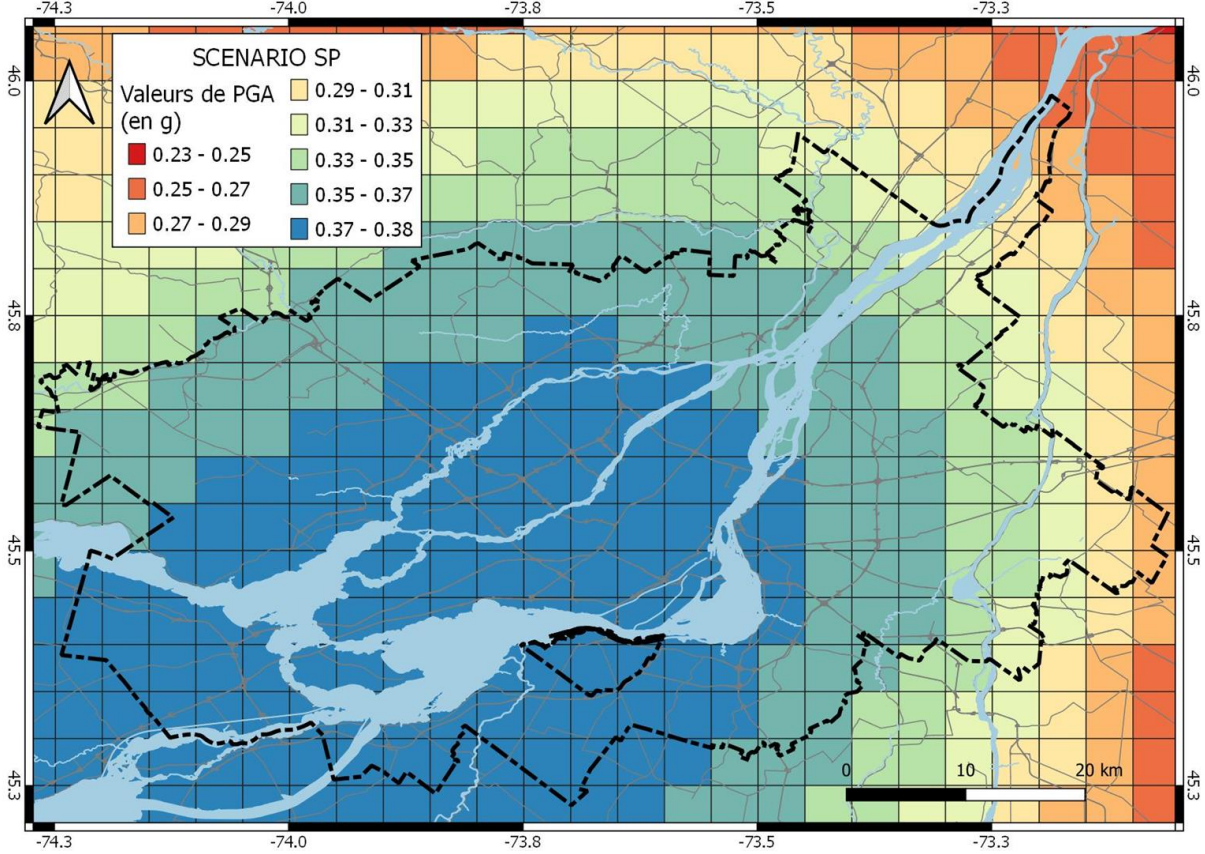 -74.3 -74.0 -73.8 -73.5 -73.3
SCENARIO SP
Valeurs de PGA
(en g)
0.23 - 0.25
0.25 - 0.27
0.27 - 0.29
0.29 - 0.31
0.31 - 0.33
0.33 - 0.35
0.35 - 0.37
0.37 - 0.38
46.0 46.0
45.8 45.8
45.5 45.5
45.3 45.3
0 10 20 km
-74.3 -74.0 -73.8 -73.5 -73.3